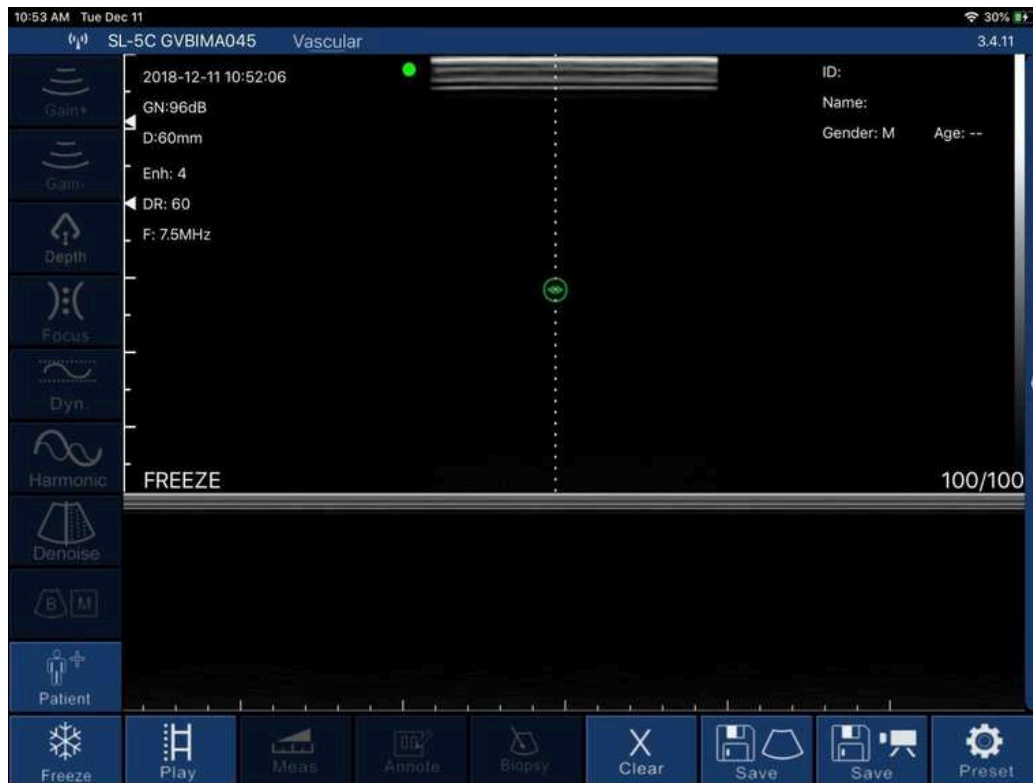 10:53 AM Tue Dec 11 30%
SL-5C GVBIMA045 Vascular 3.4.11
2018-12-11 10:52:06
GN:96dB
D:60mm
Enh: 4
DR: 60
F: 7.5MHz
ID:
Name:
Gender: M Age: --
Gain+
Gain-
Depth
Focus
Dyn.
Harmonic
Denoise
B M
Patient
FREEZE 100/100
Freeze
Play
Meas
Annote
Biopsy
Clear
Save
Save
Preset